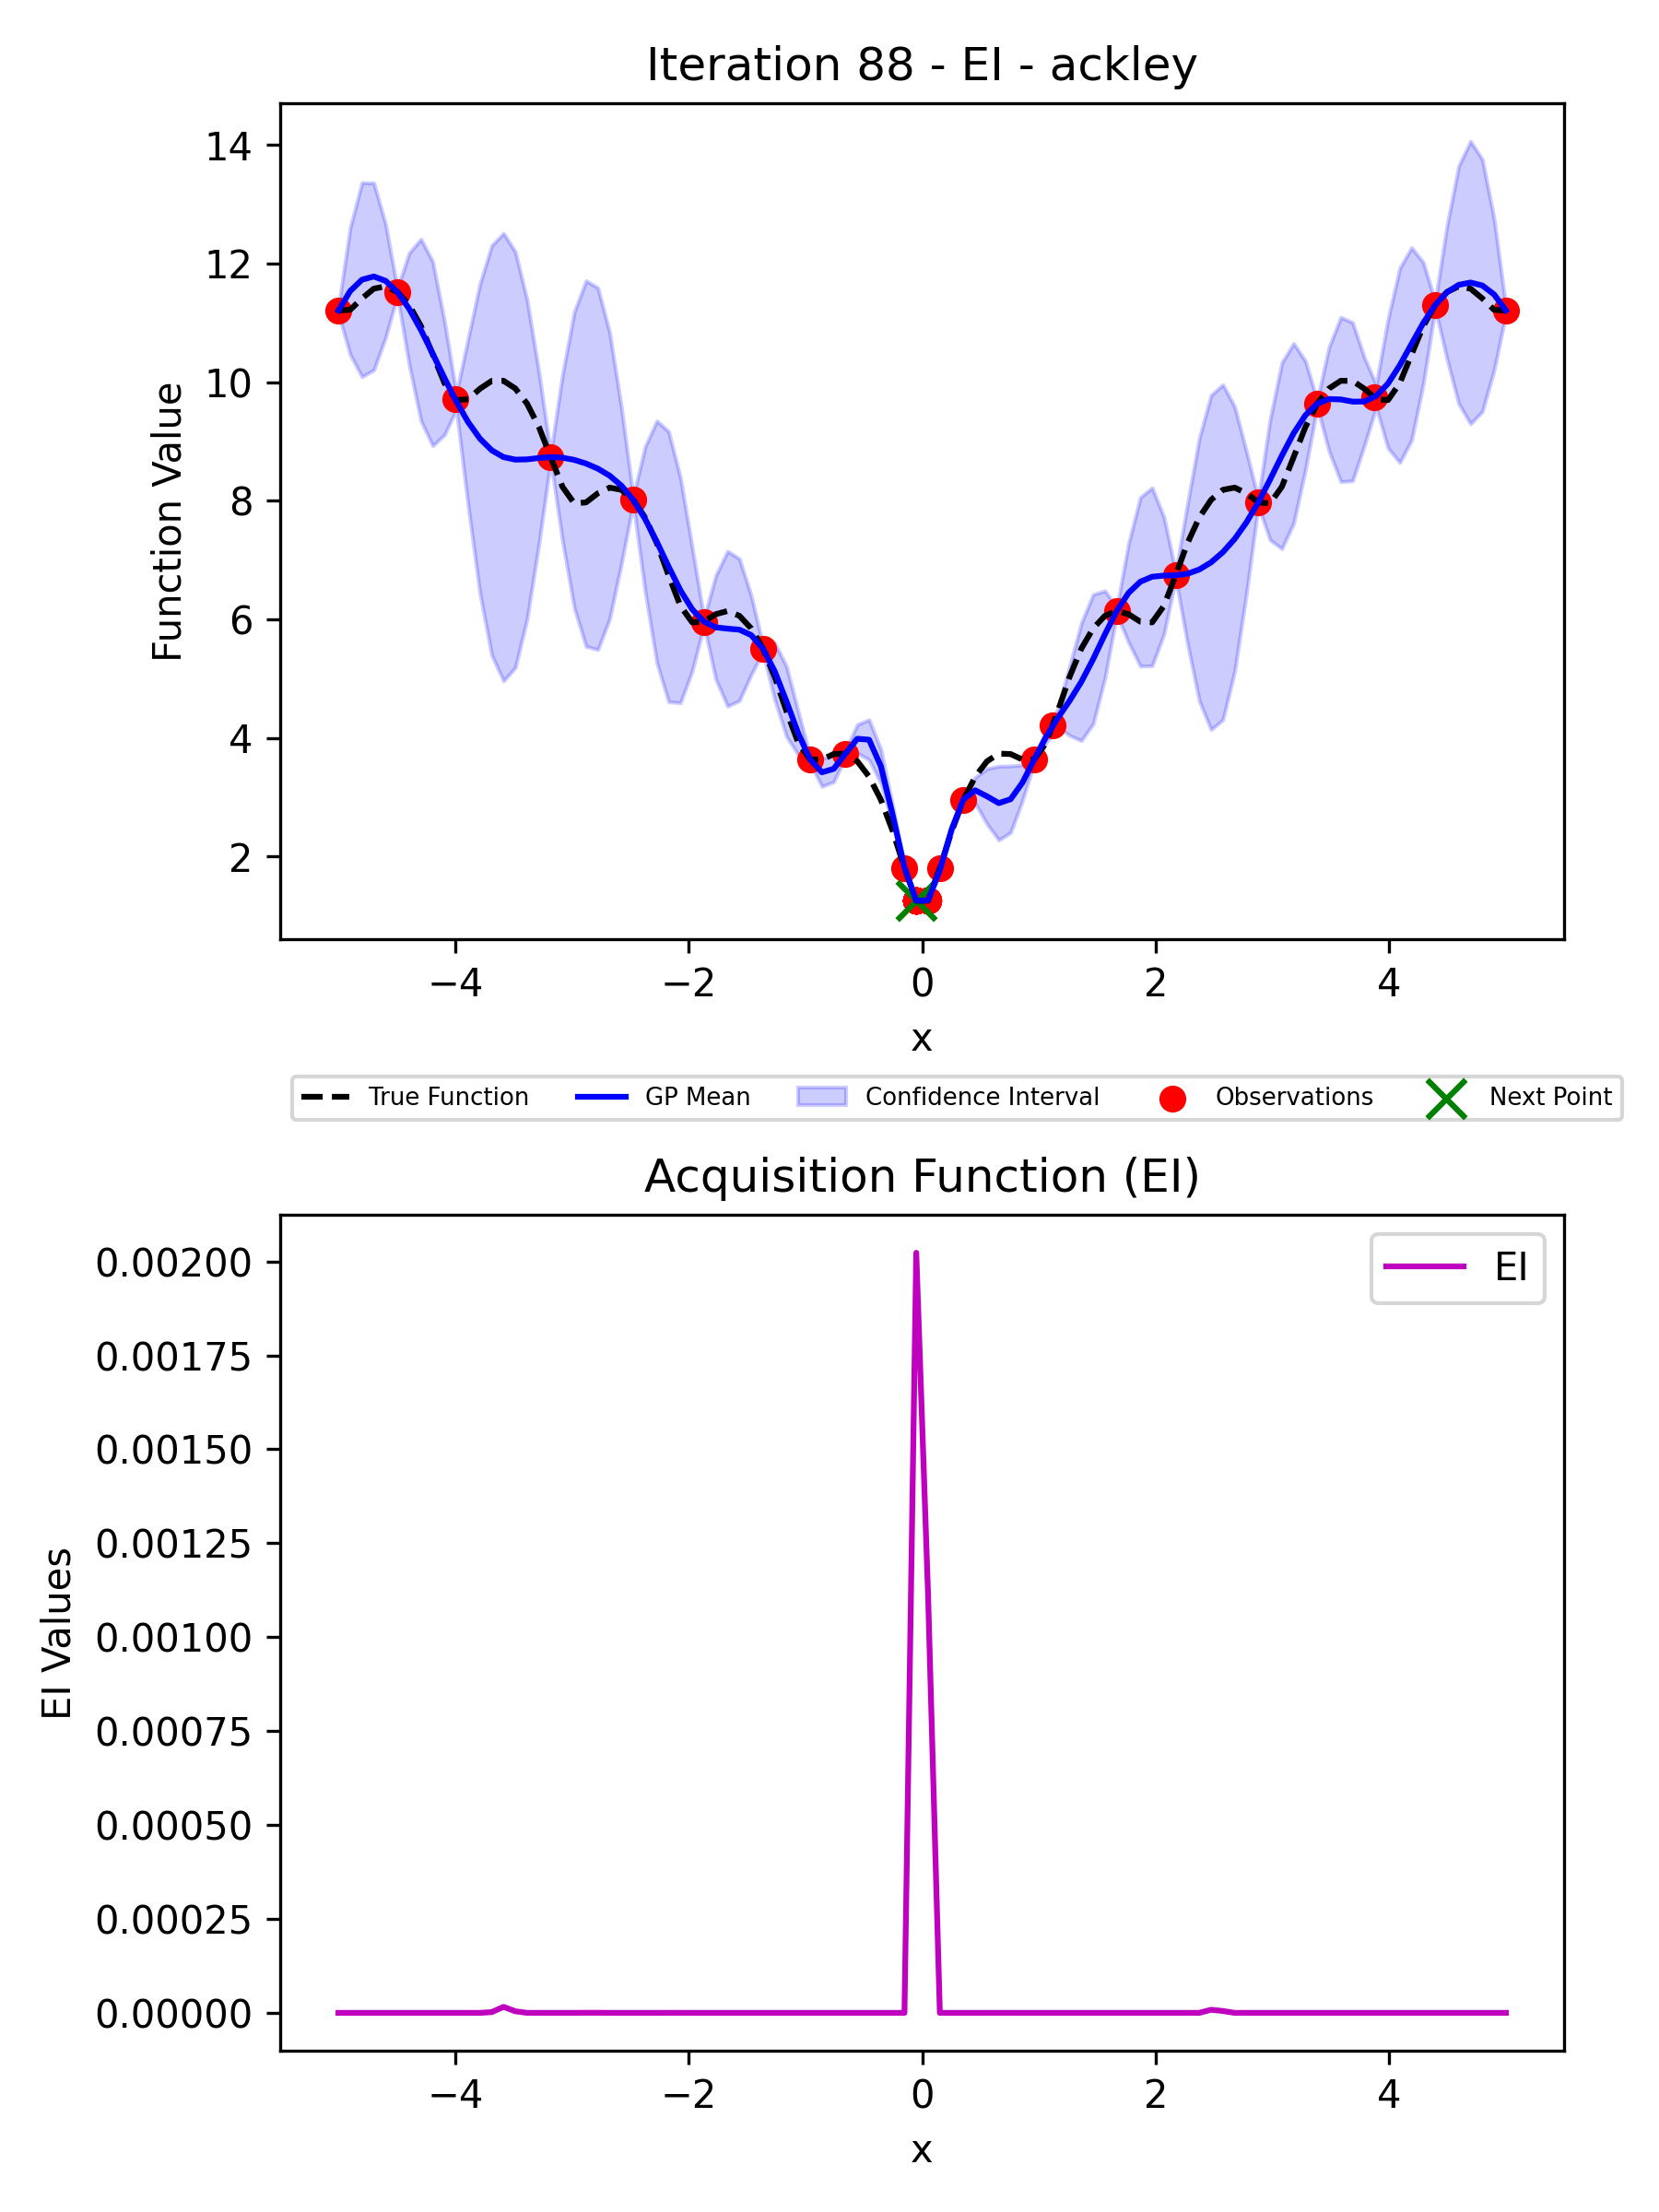 Iteration 88 - EI - ackley
14
12
10
8
6
4
2
Function Value
−4 −2 0 2 4
x
True Function GP Mean Confidence Interval Observations Next Point
Acquisition Function (EI)
EI
0.00200
0.00175
0.00150
0.00125
0.00100
0.00075
0.00050
0.00025
0.00000
EI Values
−4 −2 0 2 4
x